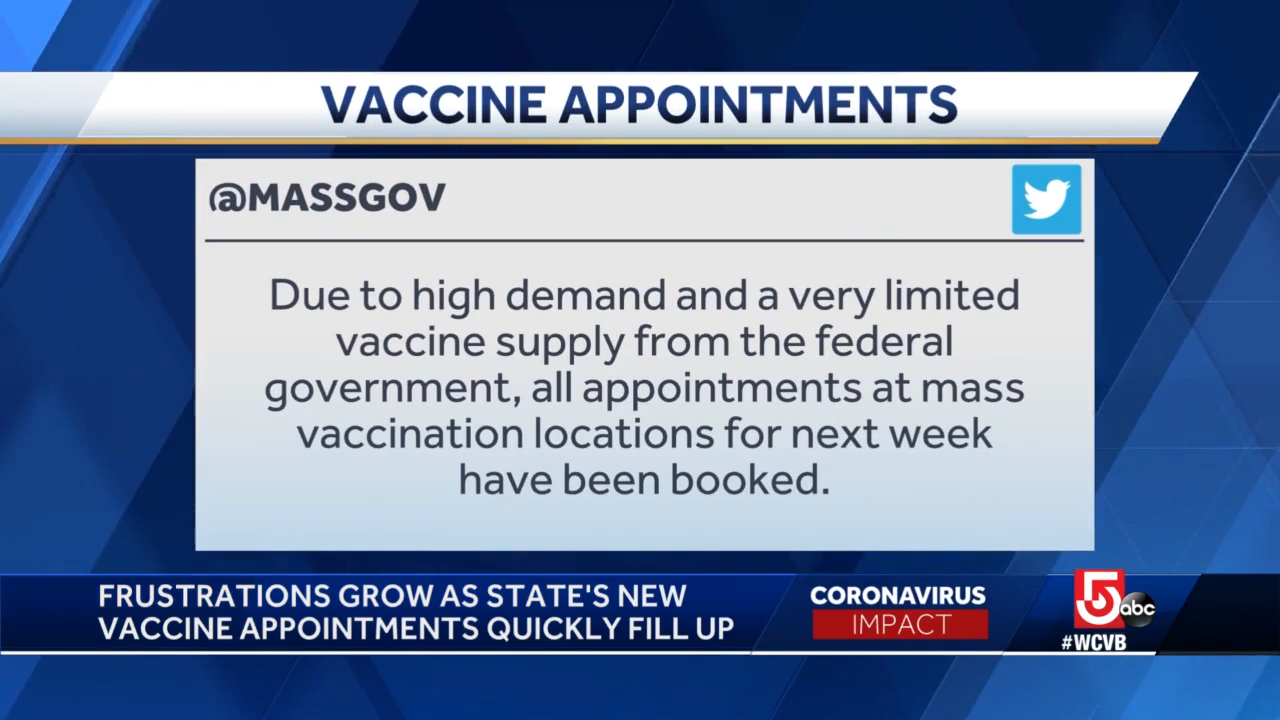 VACCINE APPOINTMENTS
@MASSGOV
Due to high demand and a very limited
vaccine supply from the federal
government, all appointments at mass
vaccination locations for next week
have been booked.
FRUSTRATIONS GROW AS STATE'S NEW
VACCINE APPOINTMENTS QUICKLY FILL UP
CORONAVIRUS
IMPACT
5 abc
#WCVB